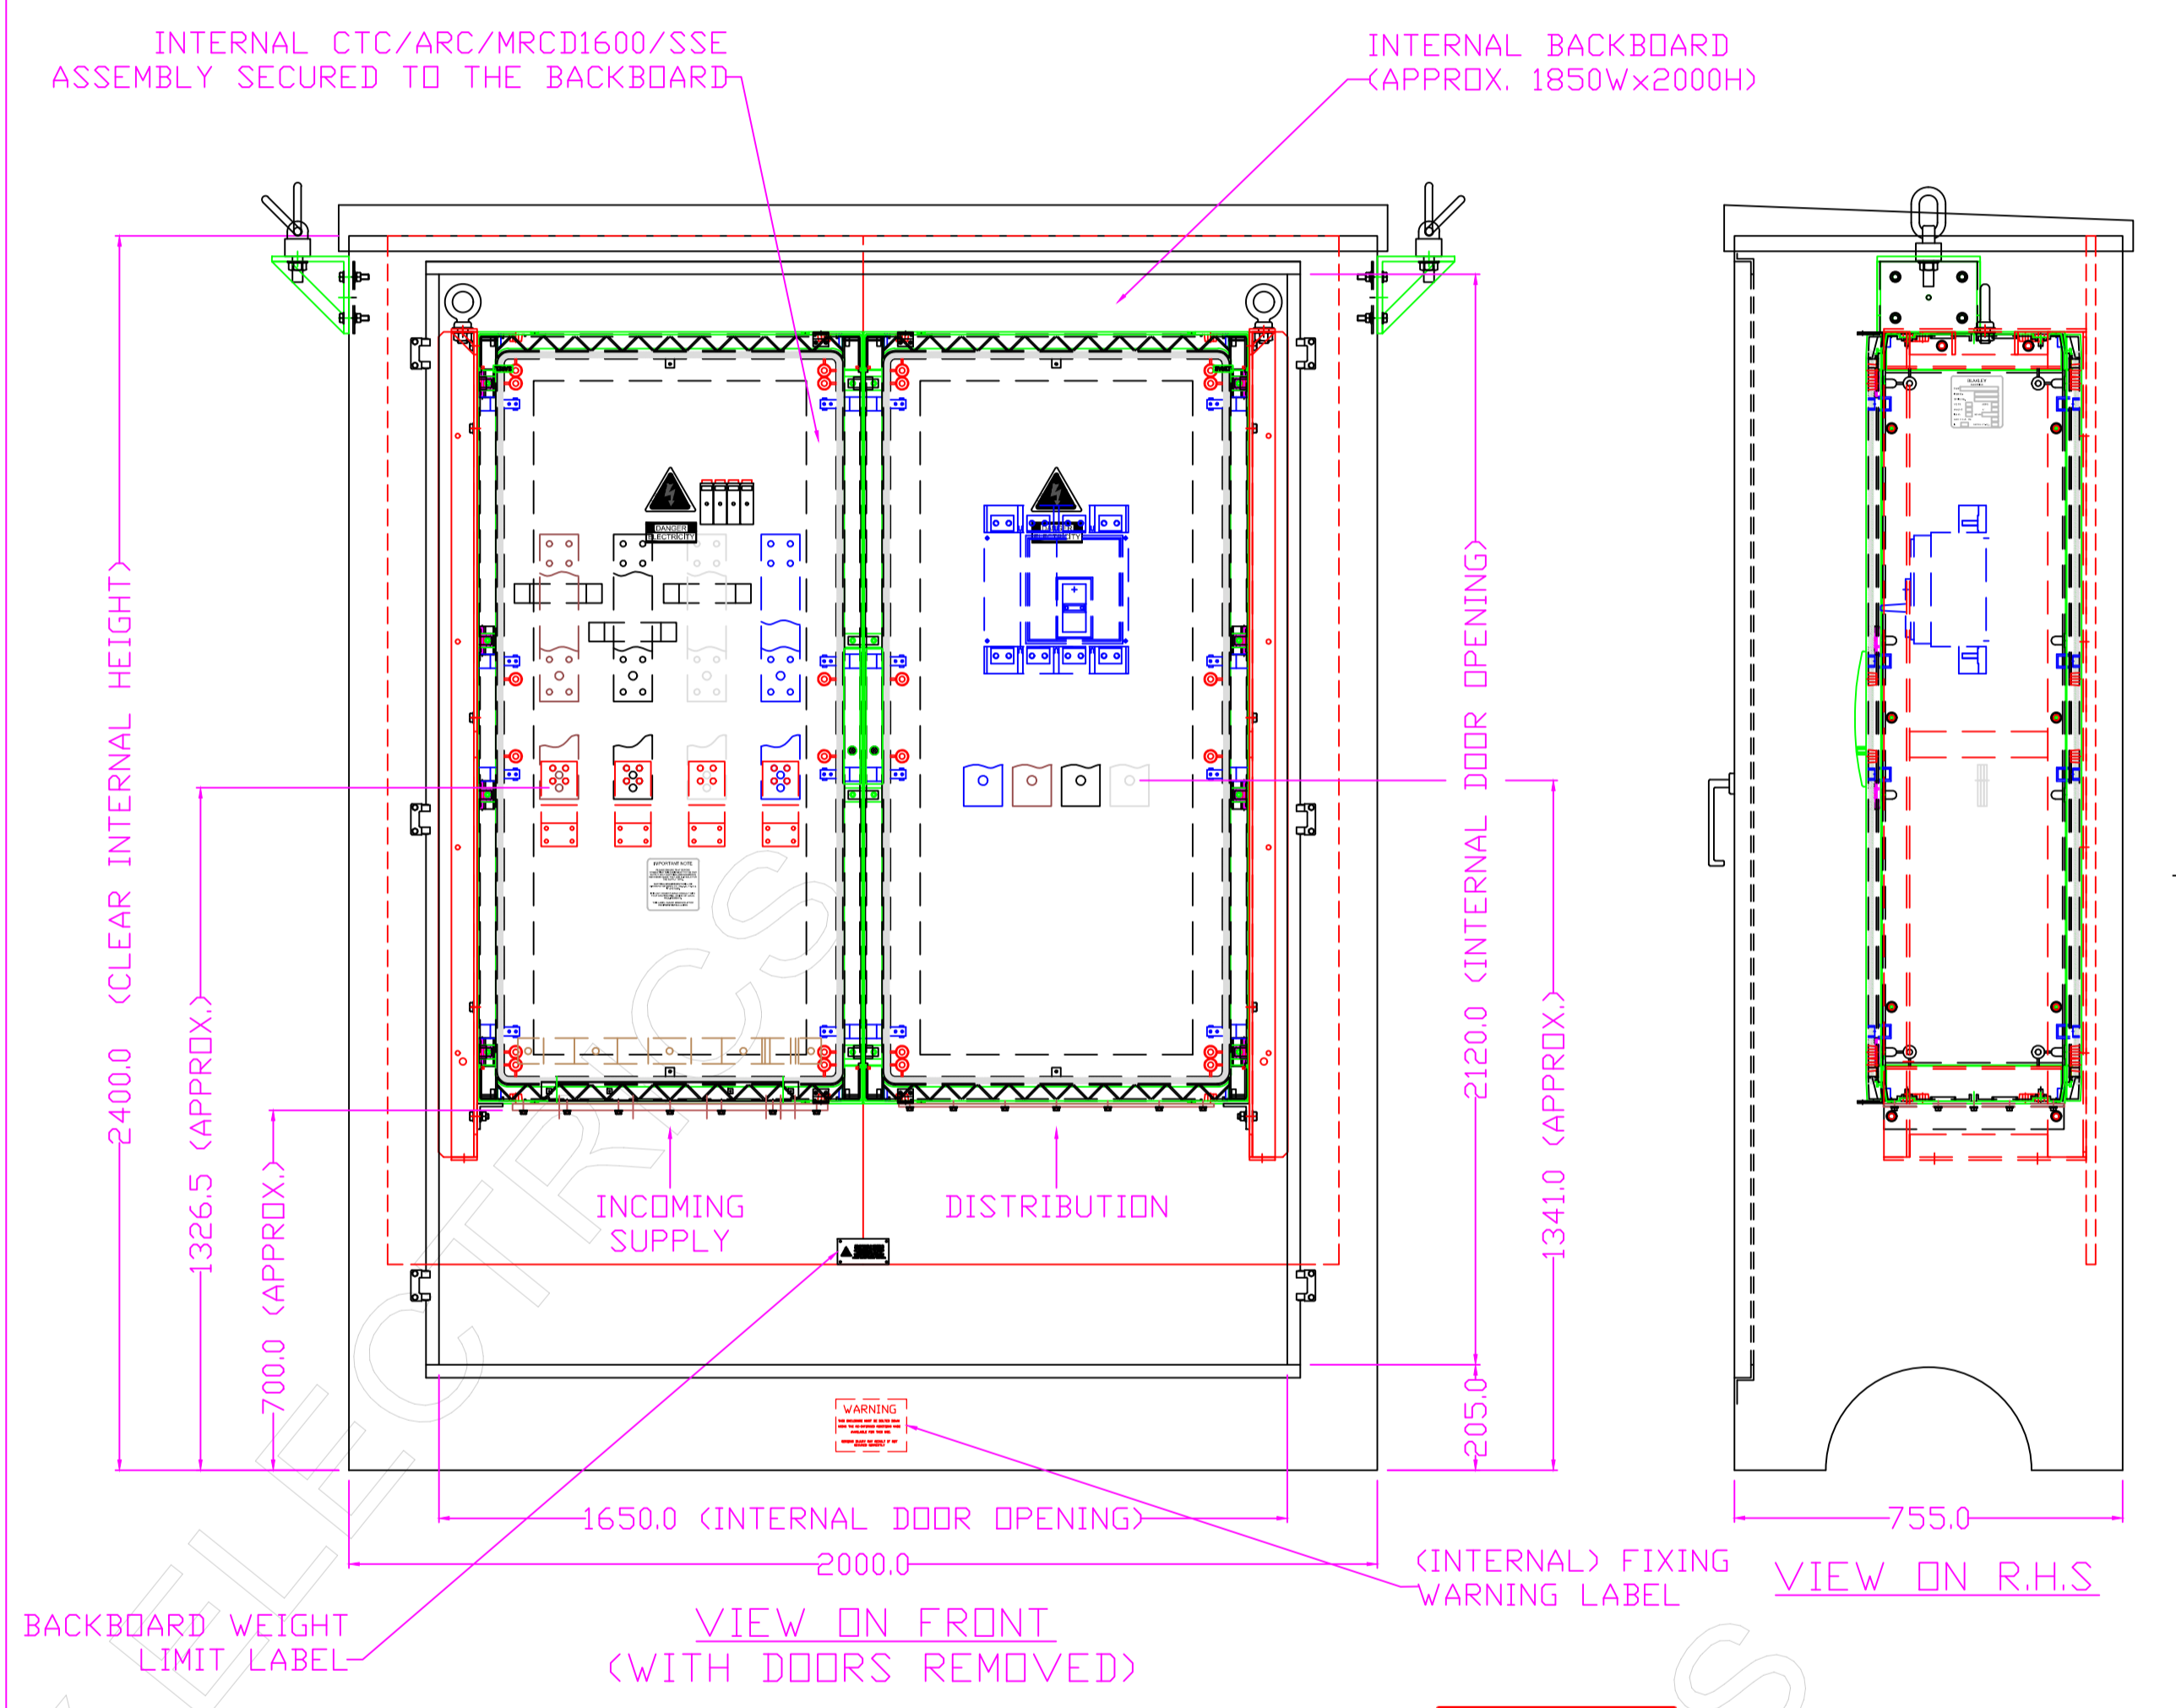 INTERNAL CTC/ARC/MRCD1600/SSE
ASSEMBLY SECURED TO THE BACKBOARD
INTERNAL BACKBOARD
(APPROX. 1850Wx2000H)
DANGER
ELECTRICITY
2400.0 (CLEAR INTERNAL HEIGHT)
1326.5 (APPROX.)
700.0 (APPROX.)
2120.0 (INTERNAL DOOR OPENING)
205.0
1341.0 (APPROX.)
IMPORTANT NOTE
INCOMING
SUPPLY
DISTRIBUTION
WARNING
1650.0 (INTERNAL DOOR OPENING)
2000.0
755.0
(INTERNAL) FIXING
WARNING LABEL
VIEW ON R.H.S
BACKBOARD WEIGHT
LIMIT LABEL
VIEW ON FRONT
(WITH DOORS REMOVED)
ELECTRICS
S